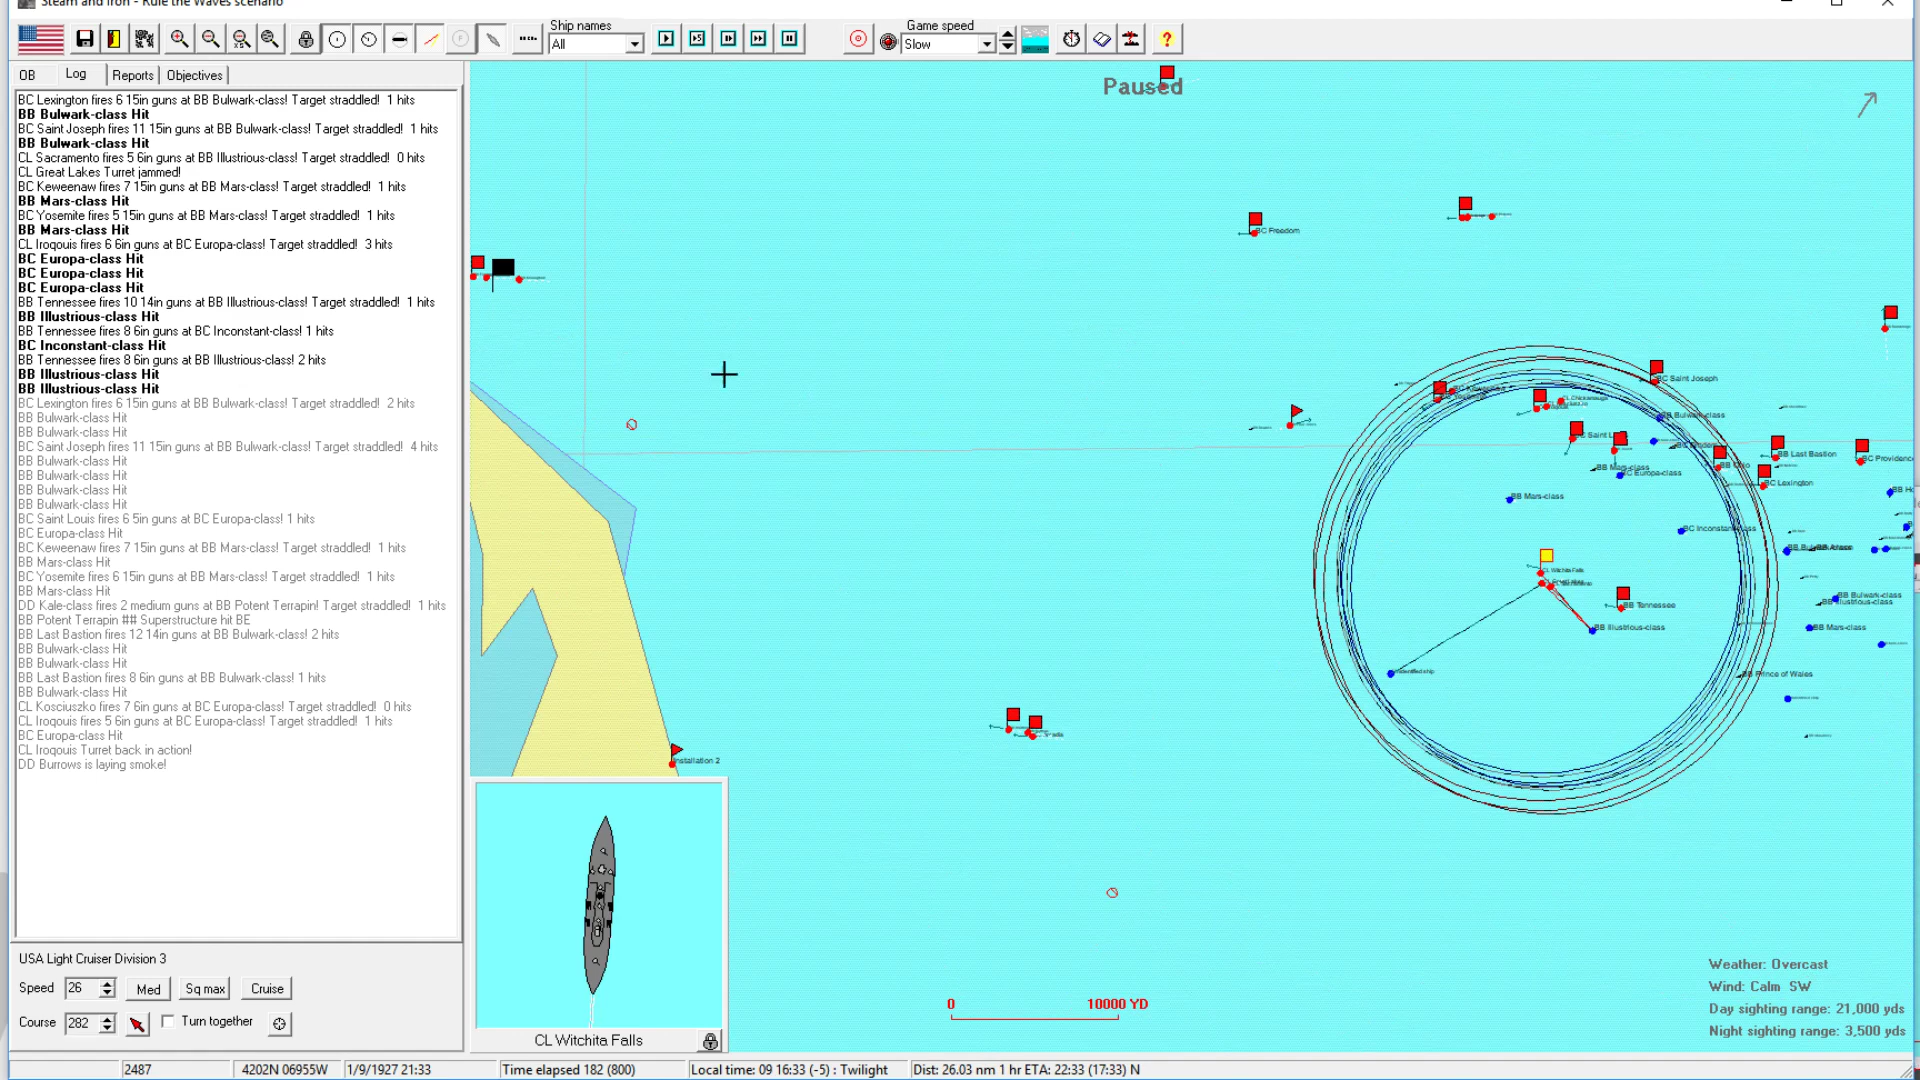 Steam and Iron - Rule the Waves scenario
Ship names
All
Game speed
Slow
OB
Log
Reports
Objectives
BC Lexington fires 6 15in guns at BB Bulwark-class! Target straddled! 1 hits
BB Bulwark-class Hit
BC Saint Joseph fires 11 15in guns at BB Bulwark-class! Target straddled! 1 hits
BB Bulwark-class Hit
CL Sacramento fires 5 6in guns at BB Illustrious-class! Target straddled! 0 hits
CL Great Lakes Turret jammed!
BC Keweenaw fires 7 15in guns at BB Mars-class! Target straddled! 1 hits
BB Mars-class Hit
BC Yosemite fires 5 15in guns at BB Mars-class! Target straddled! 1 hits
BB Mars-class Hit
CL Iroqouis fires 6 6in guns at BC Europa-class! Target straddled! 3 hits
BC Europa-class Hit
BC Europa-class Hit
BC Europa-class Hit
BB Tennessee fires 10 14in guns at BB Illustrious-class! Target straddled! 1 hits
BB Illustrious-class Hit
BB Tennessee fires 8 6in guns at BC Inconstant-class! 1 hits
BC Inconstant-class Hit
BB Tennessee fires 8 6in guns at BB Illustrious-class! 2 hits
BB Illustrious-class Hit
BB Illustrious-class Hit
BC Lexington fires 6 15in guns at BB Bulwark-class! Target straddled! 2 hits
BB Bulwark-class Hit
BB Bulwark-class Hit
BC Saint Joseph fires 11 15in guns at BB Bulwark-class! Target straddled! 4 hits
BB Bulwark-class Hit
BB Bulwark-class Hit
BB Bulwark-class Hit
BB Bulwark-class Hit
BC Saint Louis fires 6 5in guns at BC Europa-class! 1 hits
BC Europa-class Hit
BC Keweenaw fires 7 15in guns at BB Mars-class! Target straddled! 1 hits
BB Mars-class Hit
BC Yosemite fires 6 15in guns at BB Mars-class! Target straddled! 1 hits
BB Mars-class Hit
DD Kale-class fires 2 medium guns at BB Potent Terrapin! Target straddled! 1 hits
BB Potent Terrapin ## Superstructure hit BE
BB Last Bastion fires 12 14in guns at BB Bulwark-class! 2 hits
BB Bulwark-class Hit
BB Bulwark-class Hit
BB Last Bastion fires 8 6in guns at BB Bulwark-class! 1 hits
BB Bulwark-class Hit
CL Kosciuszko fires 7 6in guns at BC Europa-class! Target straddled! 0 hits
CL Iroqouis fires 5 6in guns at BC Europa-class! Target straddled! 1 hits
BC Europa-class Hit
CL Iroqouis Turret back in action!
DD Burrows is laying smoke!
Paused
BC Freedom
BC Saint Joseph
BB Bulwark-class
BB Last Bastion
BC Providence
BC Saint L
BB Mars-class
BC Europa-class
BC Lexington
BB Mars-class
BC Inconstant-class
CL Witchita Falls
BB Tennessee
BB Illustrious-class
BB Bulwark-class
BB Illustrious-class
BB Mars-class
BB Prince of Wales
Installation 2
CL Witchita Falls
0 10000 YD
Weather: Overcast
Wind: Calm SW
Day sighting range: 21,000 yds
Night sighting range: 3,500 yds
USA Light Cruiser Division 3
Speed 26 Med Sq max Cruise
Course 282 Turn together
2487
4202N 06955W
1/9/1927 21:33
Time elapsed 182 (800)
Local time: 09 16:33 (-5) : Twilight
Dist: 26.03 nm 1 hr ETA: 22:33 (17:33) N